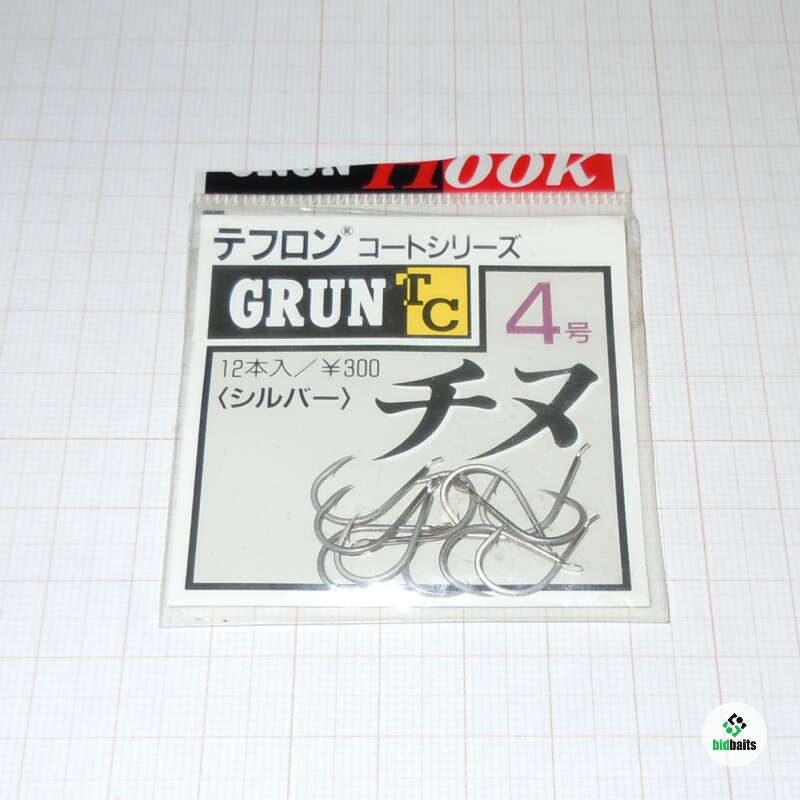 GRUN Hook
テフロン® コートシリーズ
GRUN TC
4号
12本入/¥300
〈シルバー〉
チヌ
bidbaits